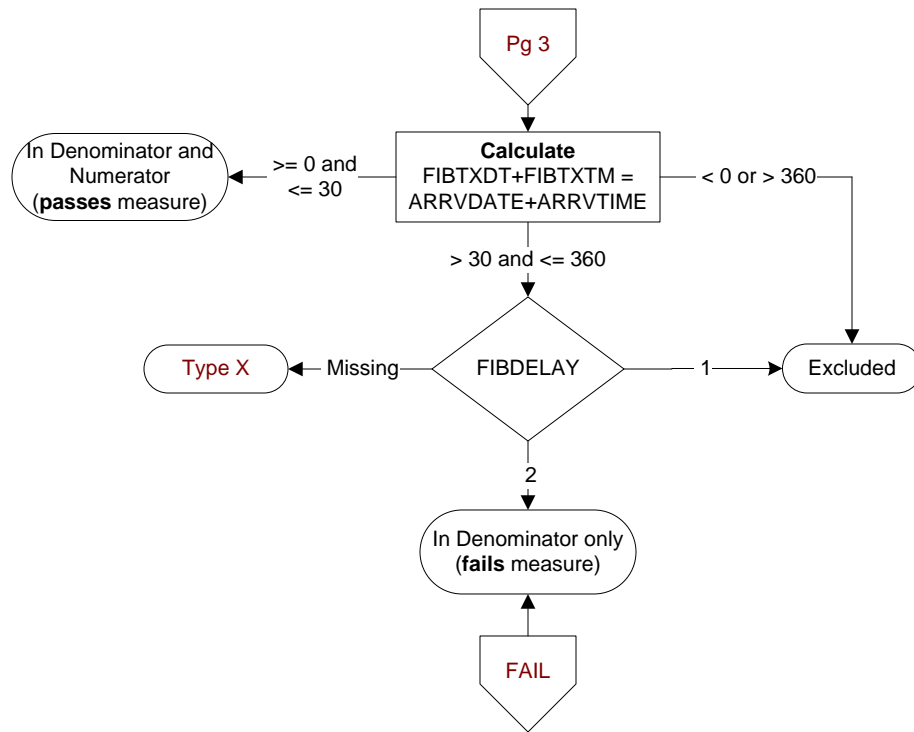 Pg 3
Calculate
FIBTXDT+FIBTXTM =
ARRVDATE+ARRVTIME
In Denominator and
Numerator
(passes measure)
>= 0 and
<= 30
< 0 or > 360
> 30 and <= 360
Type X
Missing
FIBDELAY
1
Excluded
2
In Denominator only
(fails measure)
FAIL